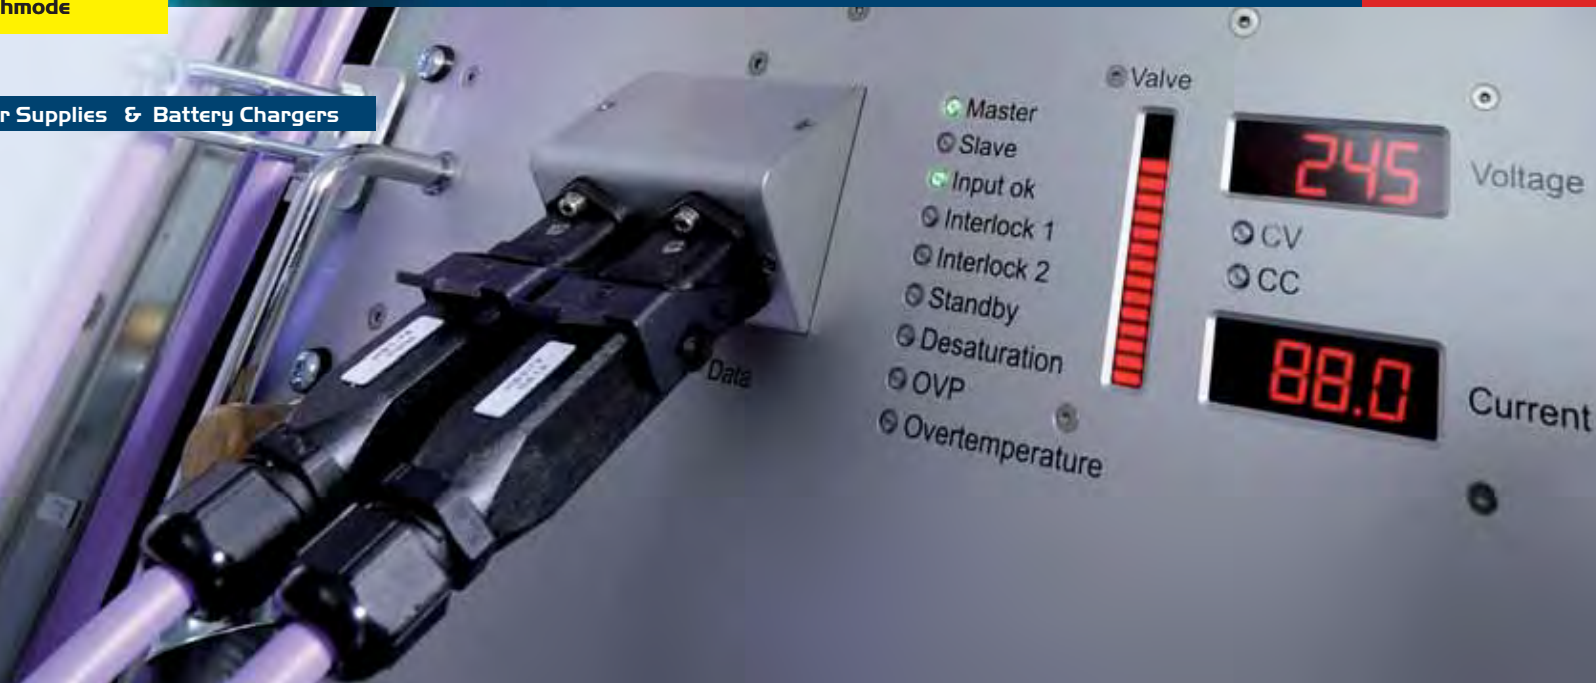 hmode
r Supplies & Battery Chargers
Valve
Master
Slave
Input ok
Interlock 1
Interlock 2
Standby
Desaturation
OVP
Overtemperature
Data
245
Voltage
CV
CC
88.0
Current